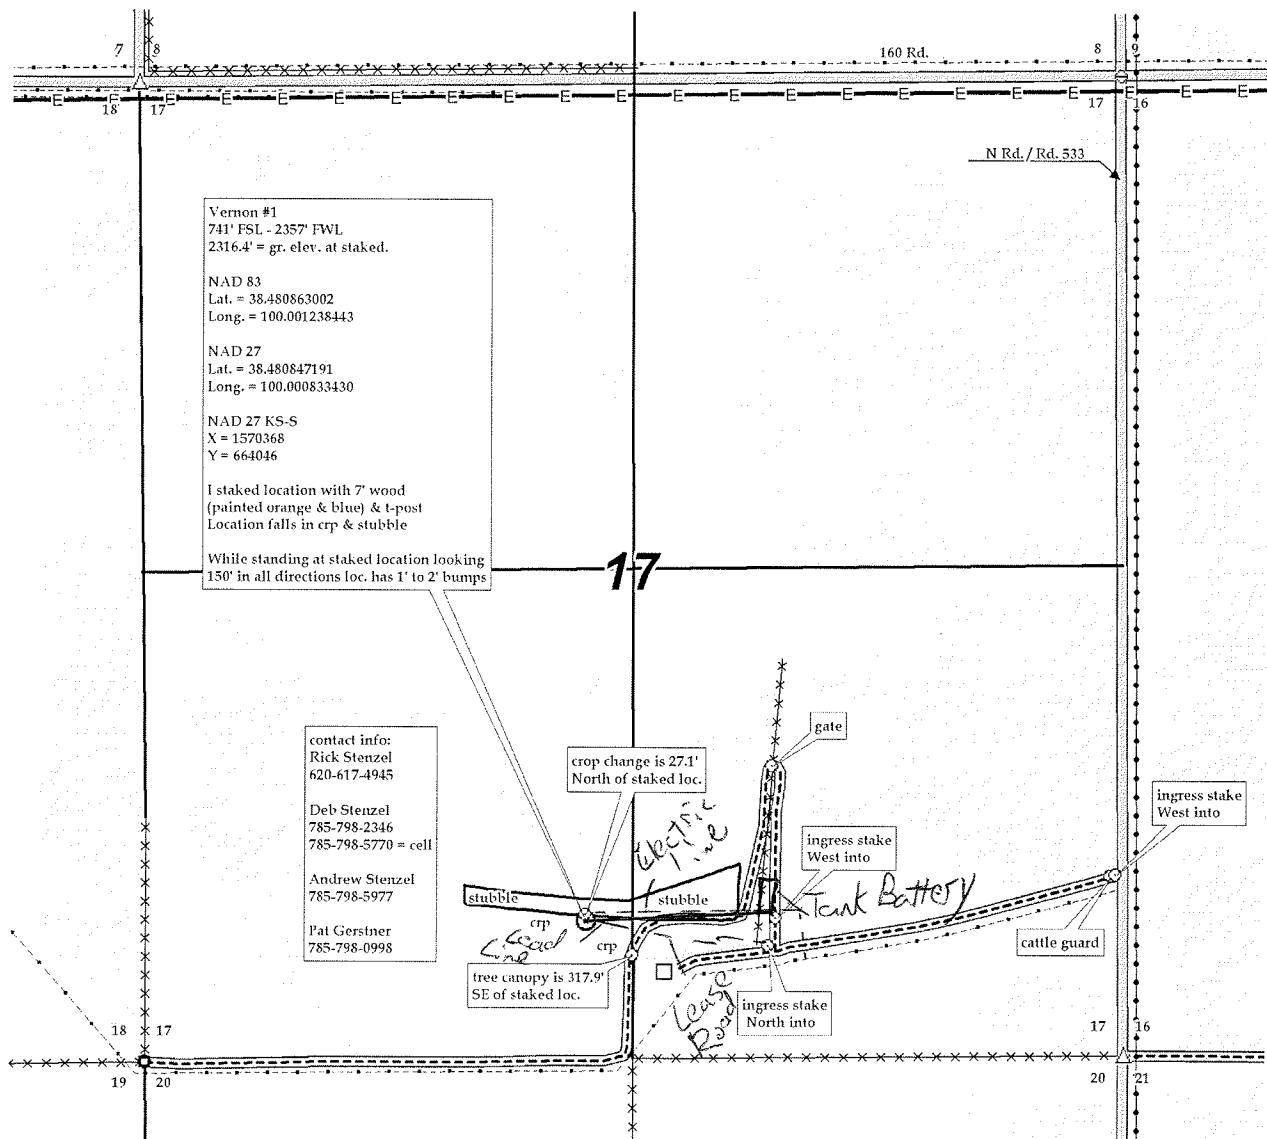 7 8
160 Rd.
8 9
E E E E E E E E E E E E E E E E E E E E E E
18 17
17 16
N Rd. / Rd. 533
Vernon #1
741' FSL - 2357' FWL
2316.4' = gr. elev. at staked.
NAD 83
Lat. = 38.480863002
Long. = 100.001238443
NAD 27
Lat. = 38.480847191
Long. = 100.000833430
NAD 27 KS-S
X = 1570368
Y = 664046
I staked location with 7' wood
(painted orange & blue) & t-post
Location falls in crp & stubble
While standing at staked location looking
150' in all directions loc. has 1' to 2' bumps
17
contact info:
Rick Stenzel
620-617-4945
Deb Stenzel
785-798-2346
785-798-5770 = cell
Andrew Stenzel
785-798-5977
Pat Gerstner
785-798-0998
gate
crop change is 27.1'
North of staked loc.
ingress stake
West into
Electric
Line
ingress stake
West into
stubble
stubble
Tank Battery
crp
Lead
Line
crp
cattle guard
tree canopy is 317.9'
SE of staked loc.
Lease
Road
ingress stake
North into
18 17
17 16
19 20
20 21